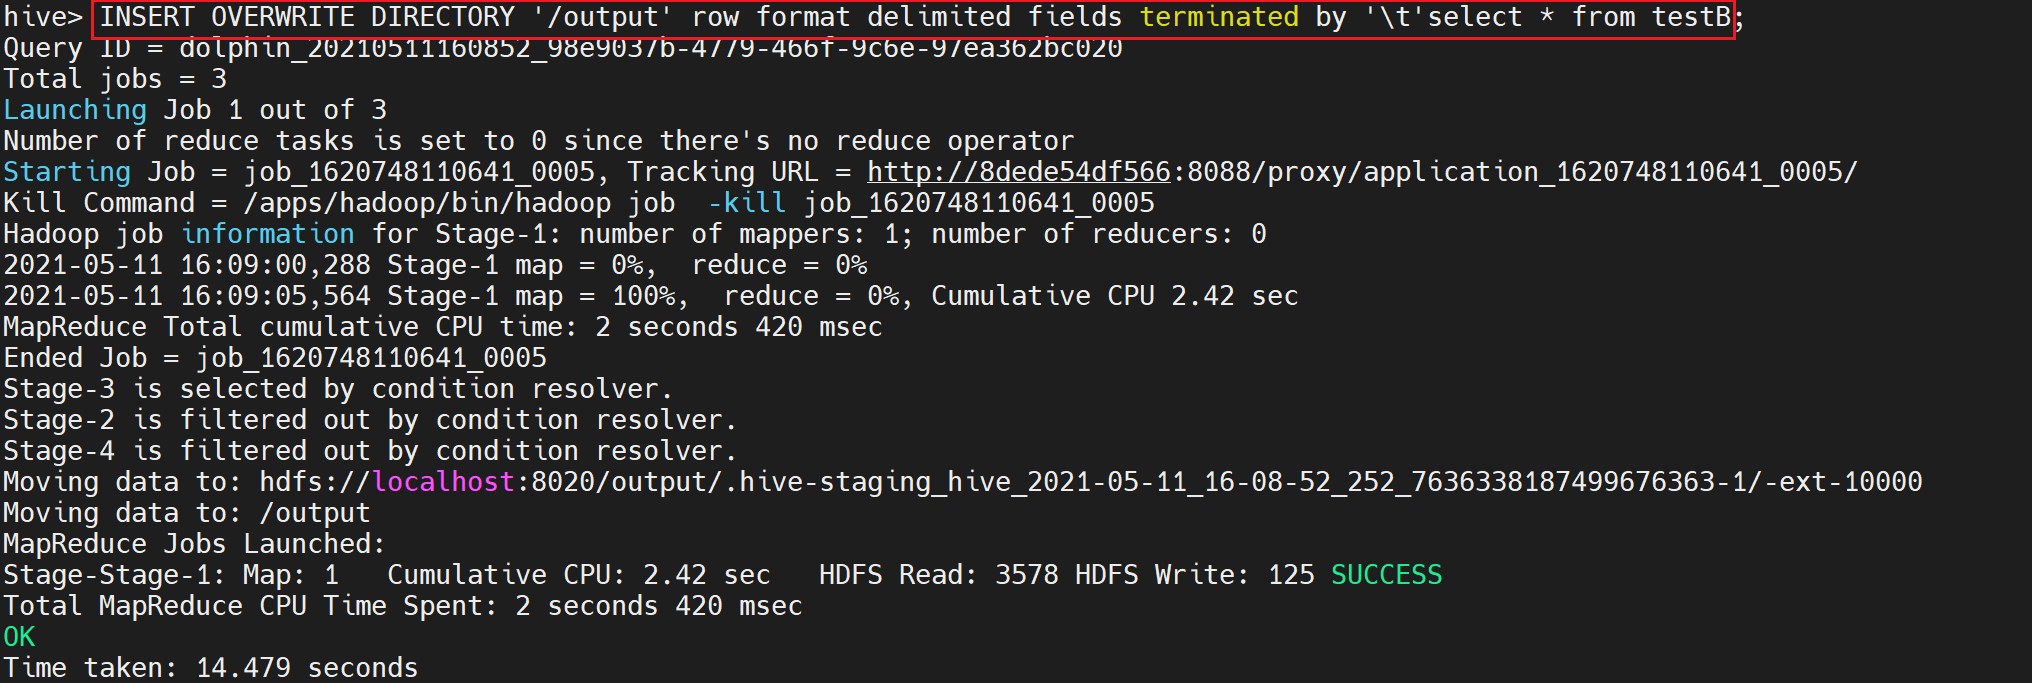 hive> INSERT OVERWRITE DIRECTORY '/output' row format delimited fields terminated by '\t'select * from testB;
Query ID = dolphin_20210511160852_98e9037b-4779-466f-9c6e-97ea362bc020
Total jobs = 3
Launching Job 1 out of 3
Number of reduce tasks is set to 0 since there's no reduce operator
Starting Job = job_1620748110641_0005, Tracking URL = http://8dede54df566:8088/proxy/application_1620748110641_0005/
Kill Command = /apps/hadoop/bin/hadoop job  -kill job_1620748110641_0005
Hadoop job information for Stage-1: number of mappers: 1; number of reducers: 0
2021-05-11 16:09:00,288 Stage-1 map = 0%,  reduce = 0%
2021-05-11 16:09:05,564 Stage-1 map = 100%,  reduce = 0%, Cumulative CPU 2.42 sec
MapReduce Total cumulative CPU time: 2 seconds 420 msec
Ended Job = job_1620748110641_0005
Stage-3 is selected by condition resolver.
Stage-2 is filtered out by condition resolver.
Stage-4 is filtered out by condition resolver.
Moving data to: hdfs://localhost:8020/output/.hive-staging_hive_2021-05-11_16-08-52_252_7636338187499676363-1/-ext-10000
Moving data to: /output
MapReduce Jobs Launched:
Stage-Stage-1: Map: 1   Cumulative CPU: 2.42 sec   HDFS Read: 3578 HDFS Write: 125 SUCCESS
Total MapReduce CPU Time Spent: 2 seconds 420 msec
OK
Time taken: 14.479 seconds